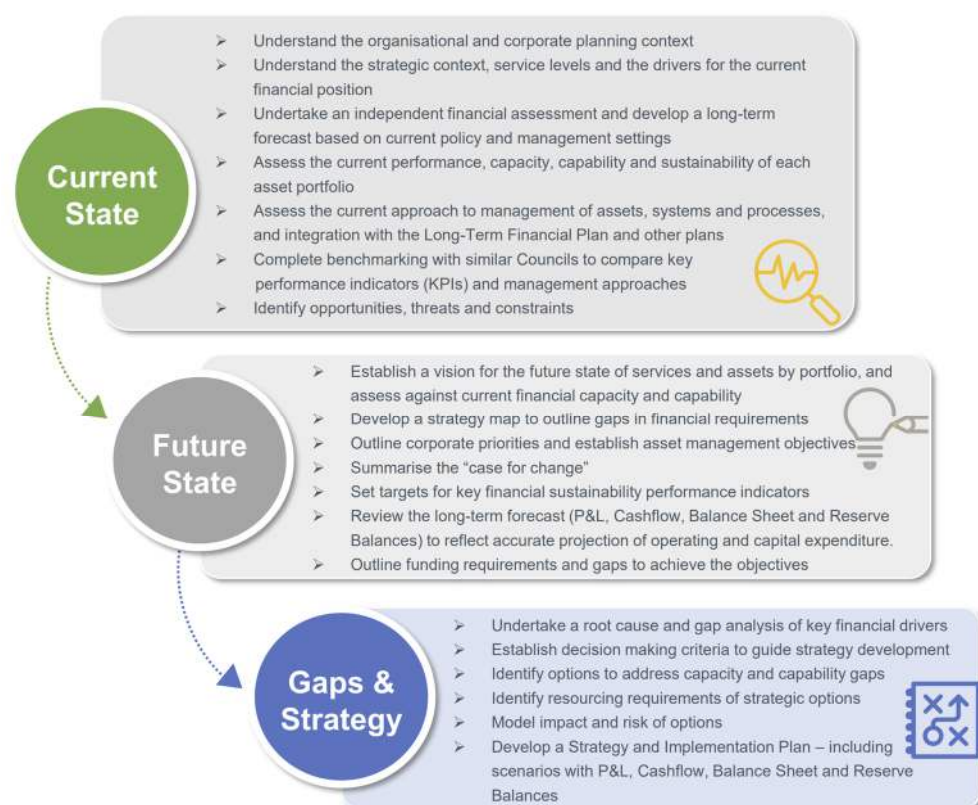 ➢ Understand the organisational and corporate planning context
➢ Understand the strategic context, service levels and the drivers for the current
financial position
➢ Undertake an independent financial assessment and develop a long-term
forecast based on current policy and management settings
➢ Assess the current performance, capacity, capability and sustainability of each
asset portfolio
➢ Assess the current approach to management of assets, systems and processes,
and integration with the Long-Term Financial Plan and other plans
➢ Complete benchmarking with similar Councils to compare key
performance indicators (KPIs) and management approaches
➢ Identify opportunities, threats and constraints
Current
State
➢ Establish a vision for the future state of services and assets by portfolio, and
assess against current financial capacity and capability
➢ Develop a strategy map to outline gaps in financial requirements
➢ Outline corporate priorities and establish asset management objectives
➢ Summarise the “case for change”
➢ Set targets for key financial sustainability performance indicators
➢ Review the long-term forecast (P&L, Cashflow, Balance Sheet and Reserve
Balances) to reflect accurate projection of operating and capital expenditure.
➢ Outline funding requirements and gaps to achieve the objectives
Future
State
➢ Undertake a root cause and gap analysis of key financial drivers
➢ Establish decision making criteria to guide strategy development
➢ Identify options to address capacity and capability gaps
➢ Identify resourcing requirements of strategic options
➢ Model impact and risk of options
➢ Develop a Strategy and Implementation Plan – including
scenarios with P&L, Cashflow, Balance Sheet and Reserve
Balances
Gaps &
Strategy